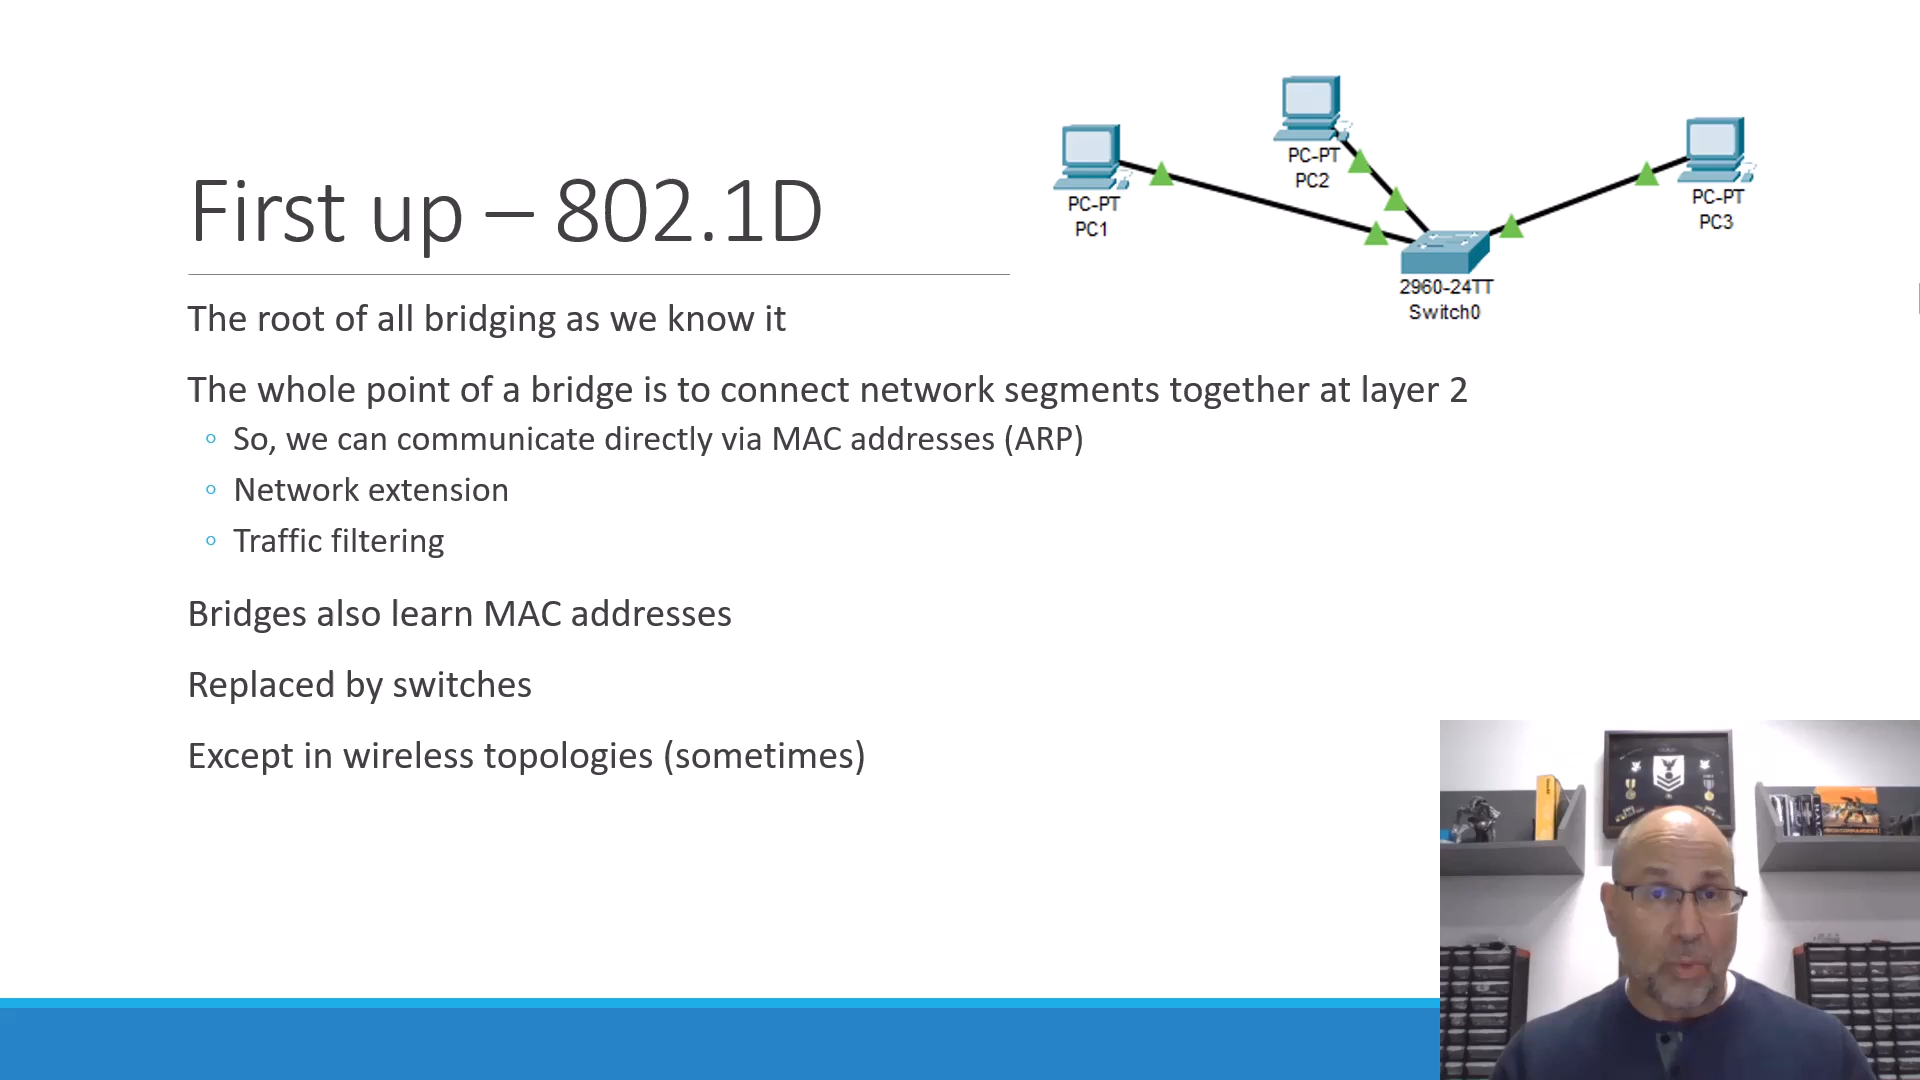 First up – 802.1D
PC-PT
PC1
PC-PT
PC2
PC-PT
PC3
2960-24TT
Switch0
The root of all bridging as we know it
The whole point of a bridge is to connect network segments together at layer 2
So, we can communicate directly via MAC addresses (ARP)
Network extension
Traffic filtering
Bridges also learn MAC addresses
Replaced by switches
Except in wireless topologies (sometimes)